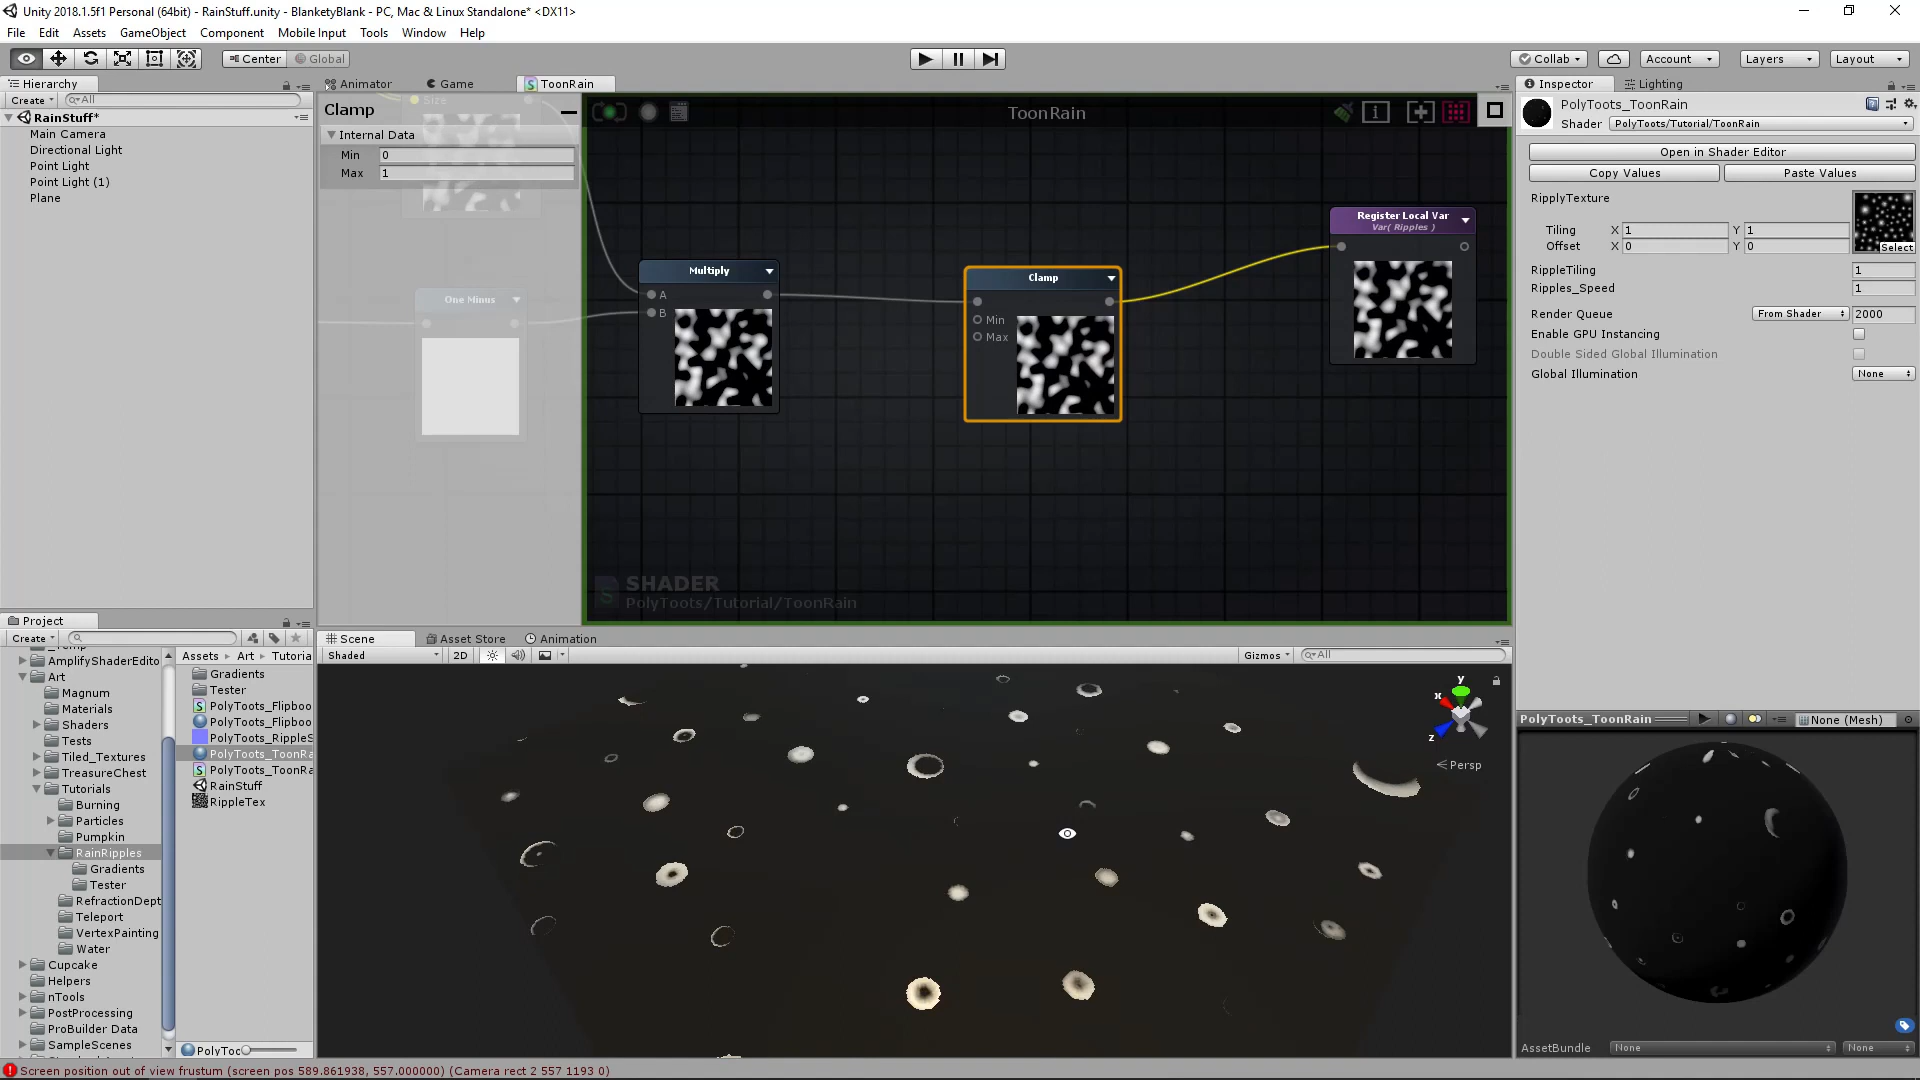 Unity 2018.1.5f1 Personal (64bit) - RainStuff.unity - BlanketyBlank - PC, Mac & Linux Standalone* <DX11>
File Edit Assets GameObject Component Mobile Input Tools Window Help
Center Global Collab Account Layers Layout
Hierarchy
Create All
RainStuff*
Main Camera
Directional Light
Point Light
Point Light (1)
Plane
Animator Game ToonRain
Clamp
Size
Internal Data
Min 0
Max 1
One Minus
ToonRain
Multiply
A
B
Clamp
Min
Max
Register Local Var
Var( Ripples )
SHADER
PolyToots/Tutorial/ToonRain
Inspector Lighting
PolyToots_ToonRain
Shader PolyToots/Tutorial/ToonRain
Open in Shader Editor
Copy Values Paste Values
RipplyTexture
Tiling X 1 Y 1
Offset X 0 Y 0
Select
RippleTiling 1
Ripples_Speed 1
Render Queue From Shader 2000
Enable GPU Instancing
Double Sided Global Illumination
Global Illumination None
Project
Create
AmplifyShaderEdito
Art
Magnum
Materials
Shaders
Tests
Tiled_Textures
TreasureChest
Tutorials
Burning
Particles
Pumpkin
RainRipples
Gradients
Tester
RefractionDept
Teleport
VertexPainting
Water
Cupcake
Helpers
nTools
PostProcessing
ProBuilder Data
SampleScenes
Assets Art Tutoria
Gradients
Tester
PolyToots_Flipboo
PolyToots_Flipboo
PolyToots_RippleS
PolyToots_ToonRa
PolyToots_ToonRa
RainStuff
RippleTex
PolyToo
Scene Asset Store Animation
Shaded 2D Gizmos All
y
x
z
Persp
PolyToots_ToonRain None (Mesh)
AssetBundle None None
Screen position out of view frustum (screen pos 589.861938, 557.000000) (Camera rect 2 557 1193 0)